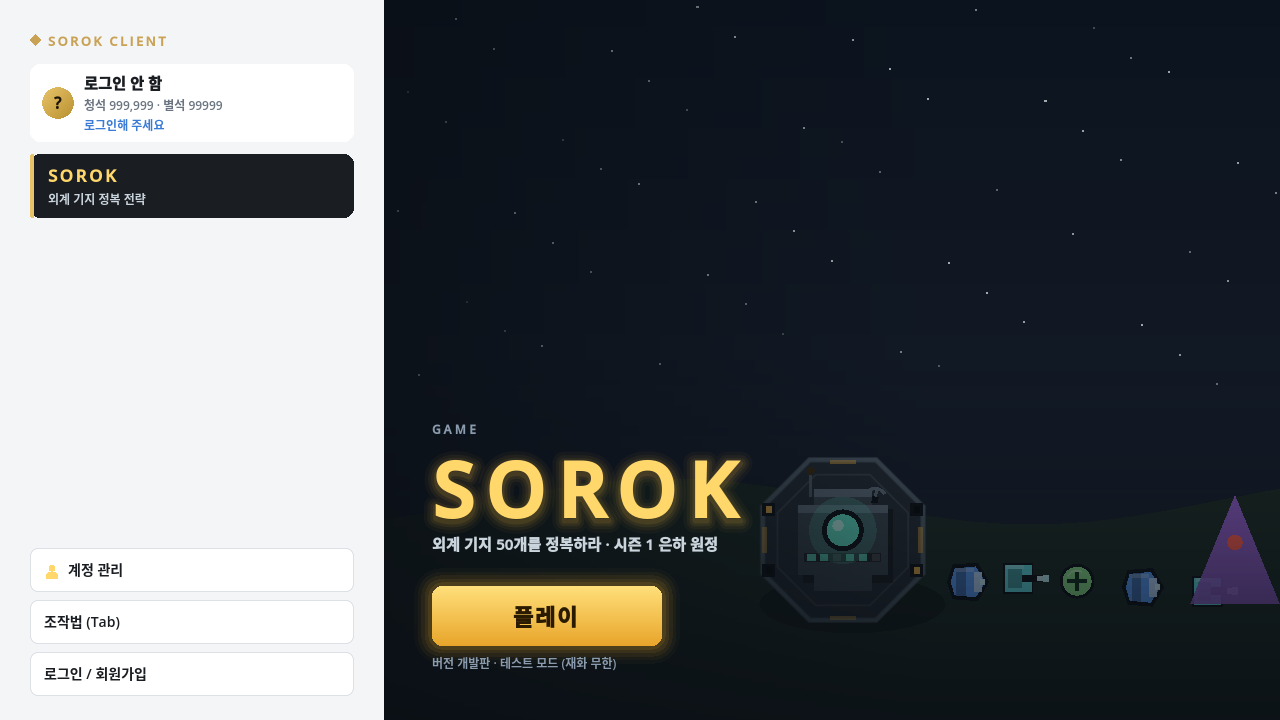 SOROK CLIENT
?
로그인 안 함
청석 999,999 · 별석 99999
로그인해 주세요
SOROK
외계 기지 정복 전략
계정 관리
조작법 (Tab)
로그인 / 회원가입
GAME
SOROK
외계 기지 50개를 정복하라 · 시즌 1 은하 원정
플레이
버전 개발판 · 테스트 모드 (재화 무한)